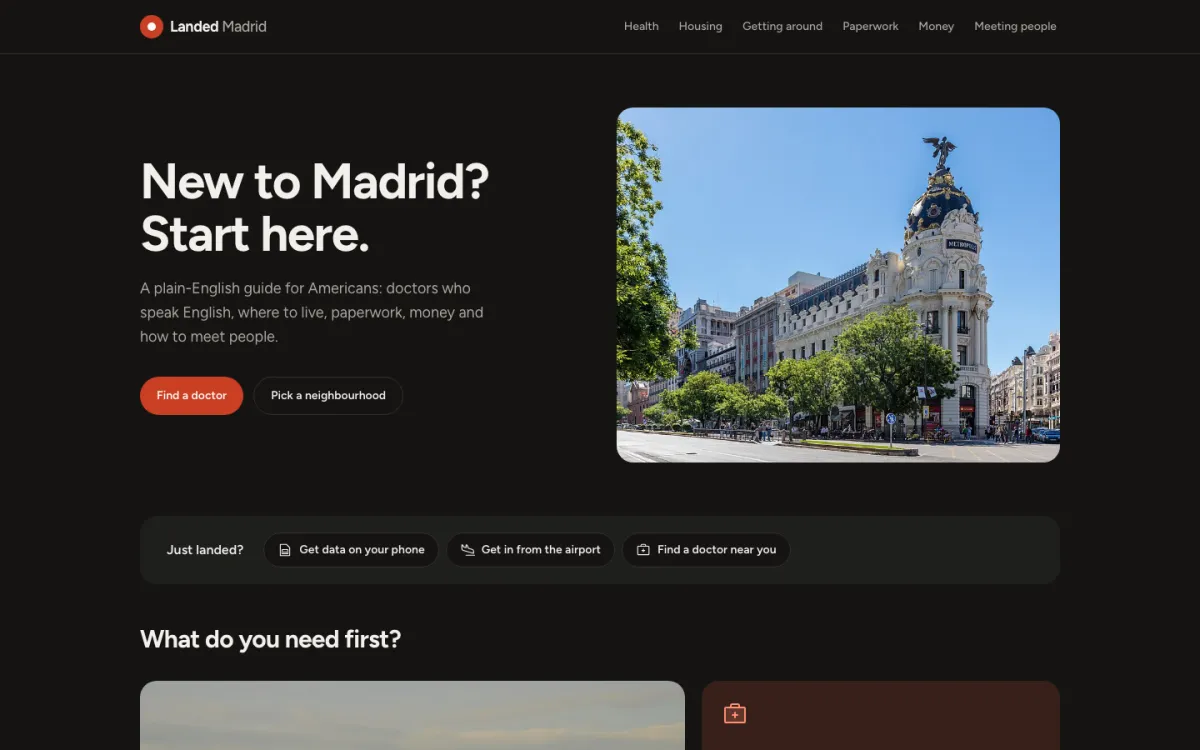 Landed Madrid
Health
Housing
Getting around
Paperwork
Money
Meeting people
New to Madrid?
Start here.
A plain-English guide for Americans: doctors who
speak English, where to live, paperwork, money and
how to meet people.
Find a doctor
Pick a neighbourhood
METROPOLIS
Just landed?
Get data on your phone
Get in from the airport
Find a doctor near you
What do you need first?